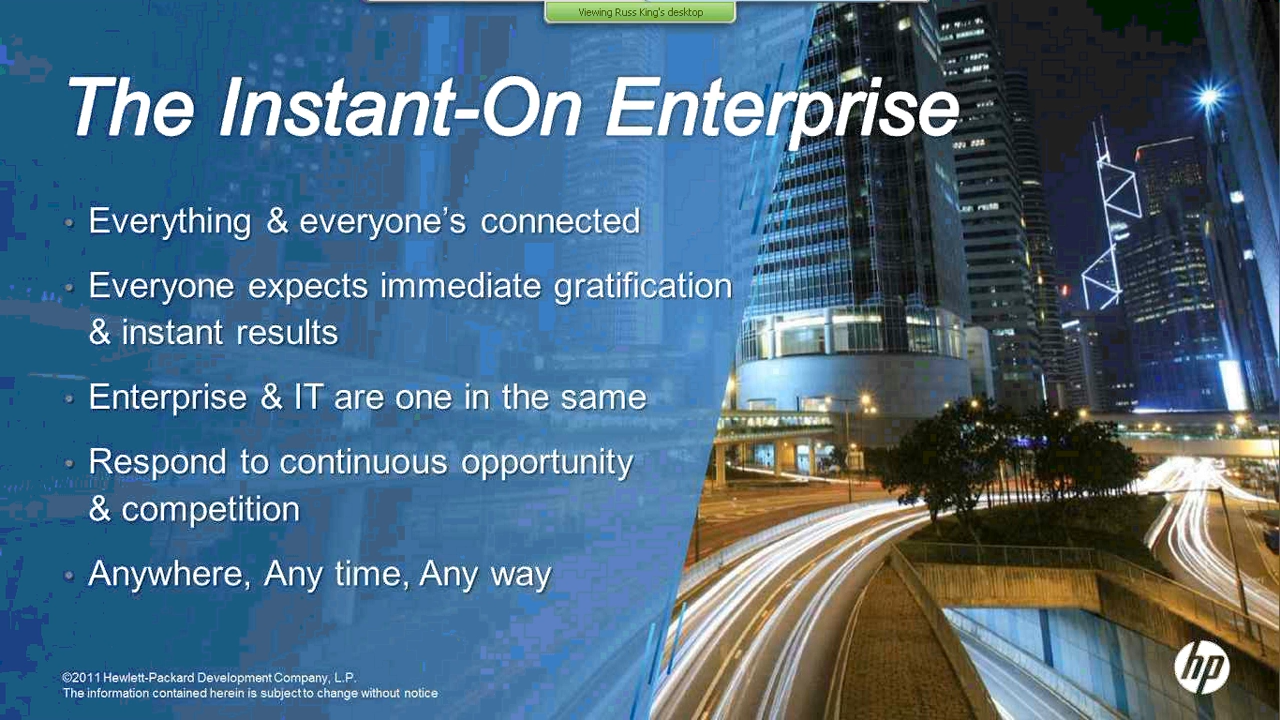 Viewing Russ King's desktop
The Instant-On Enterprise
• Everything & everyone’s connected
• Everyone expects immediate gratification
& instant results
• Enterprise & IT are one in the same
• Respond to continuous opportunity
& competition
• Anywhere, Any time, Any way
©2011 Hewlett-Packard Development Company, L.P.
The information contained herein is subject to change without notice
hp